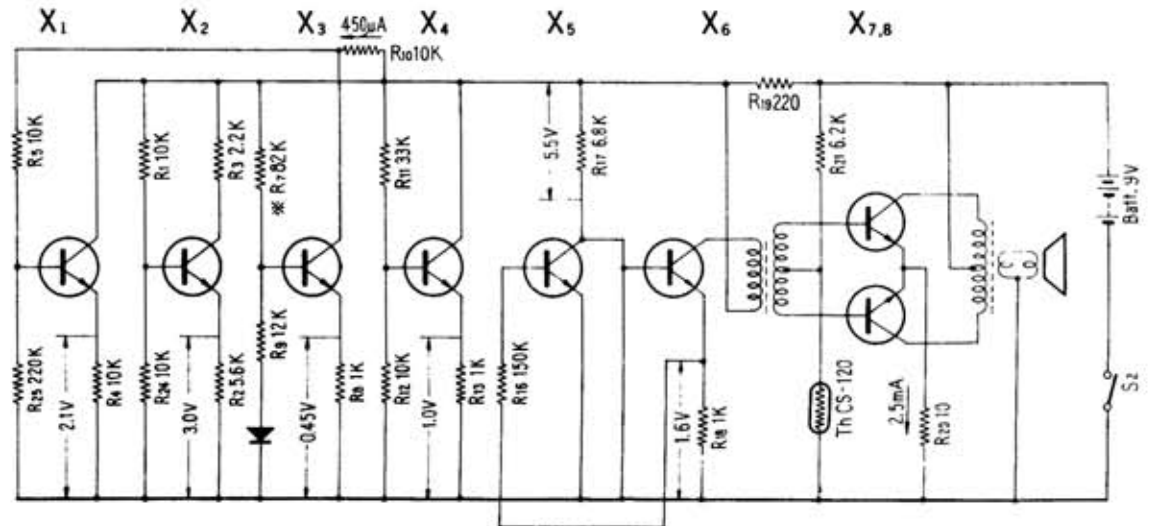 X1 X2 X3 X4 X5 X6 X7,8
450μA
R10 10K
R19 220
R5 10K
R1 10K
R3 2.2K
※ R7 82K
R11 33K
5.5V
R17 6.8K
R21 6.2K
Batt. 9V
R25 220K
2.1V
R4 10K
R24 10K
3.0V
R2 5.6K
R9 12K
0.45V
R8 1K
R12 10K
1.0V
R13 1K
R16 150K
1.6V
R18 1K
Th CS-120
2.5mA
R20 10
S2